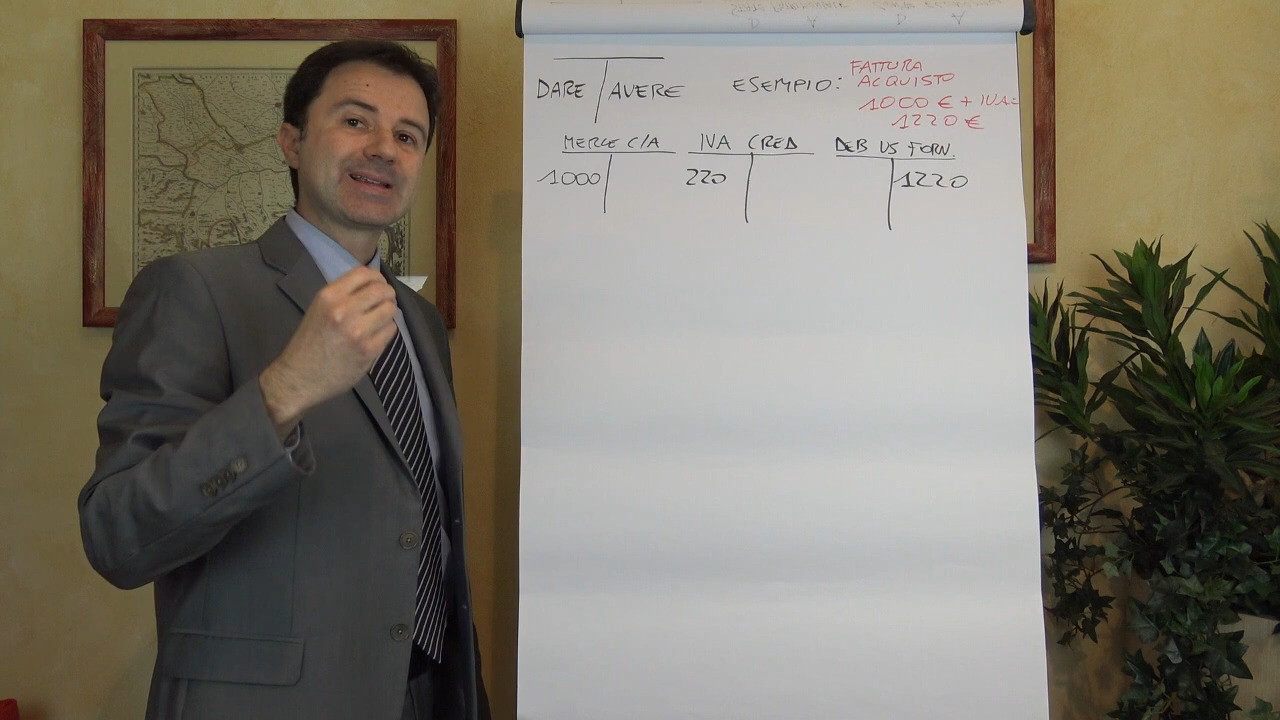 DARE AVERE
ESEMPIO: FATTURA
ACQUISTO
1000 € + IVA=
1220 €
MERCE C/A IVA CRED DEB VS FORN.
1000 220 1220